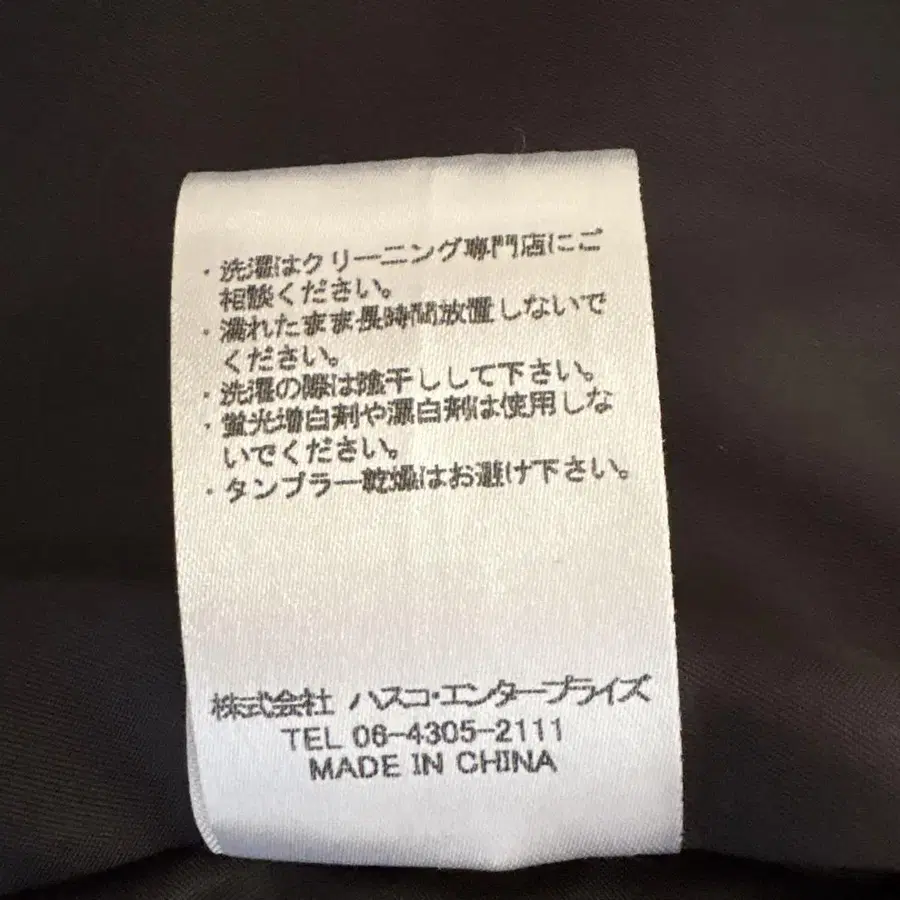 ・洗濯はクリーニング専門店にご
相談ください。
・濡れたまま長時間放置しないで
ください。
・洗濯の際は陰干しして下さい。
・蛍光増白剤や漂白剤は使用しな
いでください。
・タンブラー乾燥はお避け下さい。
株式会社 ハスコ・エンタープライズ
TEL 06-4305-2111
MADE IN CHINA